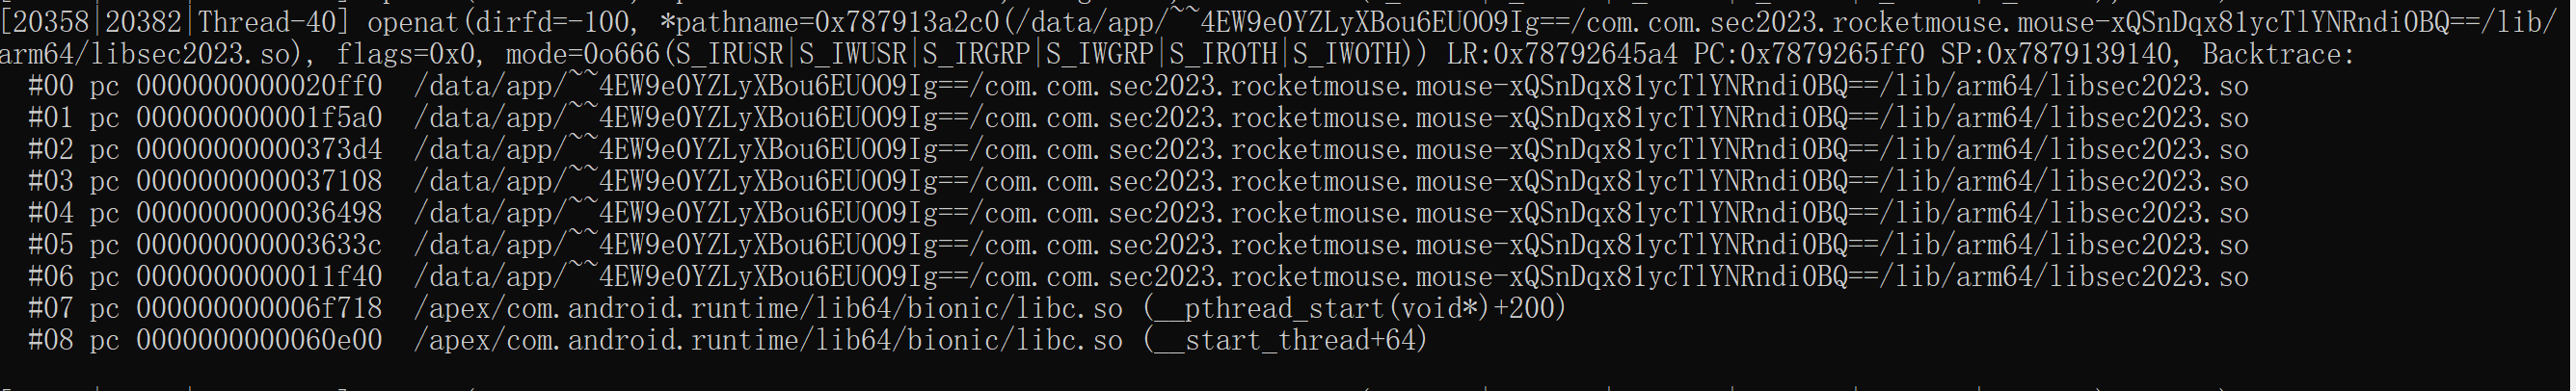 [20358|20382|Thread-40] openat(dirfd=-100, *pathname=0x787913a2c0(/data/app/~~4EW9e0YZLyXBou6EUOO9Ig==/com.com.sec2023.rocketmouse.mouse-xQSnDqx81ycTlYNRndi0BQ==/lib/
arm64/libsec2023.so), flags=0x0, mode=0o666(S_IRUSR|S_IWUSR|S_IRGRP|S_IWGRP|S_IROTH|S_IWOTH)) LR:0x78792645a4 PC:0x7879265ff0 SP:0x7879139140, Backtrace:
#00 pc 0000000000020ff0  /data/app/~~4EW9e0YZLyXBou6EUOO9Ig==/com.com.sec2023.rocketmouse.mouse-xQSnDqx81ycTlYNRndi0BQ==/lib/arm64/libsec2023.so
#01 pc 000000000001f5a0  /data/app/~~4EW9e0YZLyXBou6EUOO9Ig==/com.com.sec2023.rocketmouse.mouse-xQSnDqx81ycTlYNRndi0BQ==/lib/arm64/libsec2023.so
#02 pc 00000000000373d4  /data/app/~~4EW9e0YZLyXBou6EUOO9Ig==/com.com.sec2023.rocketmouse.mouse-xQSnDqx81ycTlYNRndi0BQ==/lib/arm64/libsec2023.so
#03 pc 0000000000037108  /data/app/~~4EW9e0YZLyXBou6EUOO9Ig==/com.com.sec2023.rocketmouse.mouse-xQSnDqx81ycTlYNRndi0BQ==/lib/arm64/libsec2023.so
#04 pc 0000000000036498  /data/app/~~4EW9e0YZLyXBou6EUOO9Ig==/com.com.sec2023.rocketmouse.mouse-xQSnDqx81ycTlYNRndi0BQ==/lib/arm64/libsec2023.so
#05 pc 000000000003633c  /data/app/~~4EW9e0YZLyXBou6EUOO9Ig==/com.com.sec2023.rocketmouse.mouse-xQSnDqx81ycTlYNRndi0BQ==/lib/arm64/libsec2023.so
#06 pc 0000000000011f40  /data/app/~~4EW9e0YZLyXBou6EUOO9Ig==/com.com.sec2023.rocketmouse.mouse-xQSnDqx81ycTlYNRndi0BQ==/lib/arm64/libsec2023.so
#07 pc 000000000006f718  /apex/com.android.runtime/lib64/bionic/libc.so (__pthread_start(void*)+200)
#08 pc 0000000000060e00  /apex/com.android.runtime/lib64/bionic/libc.so (__start_thread+64)